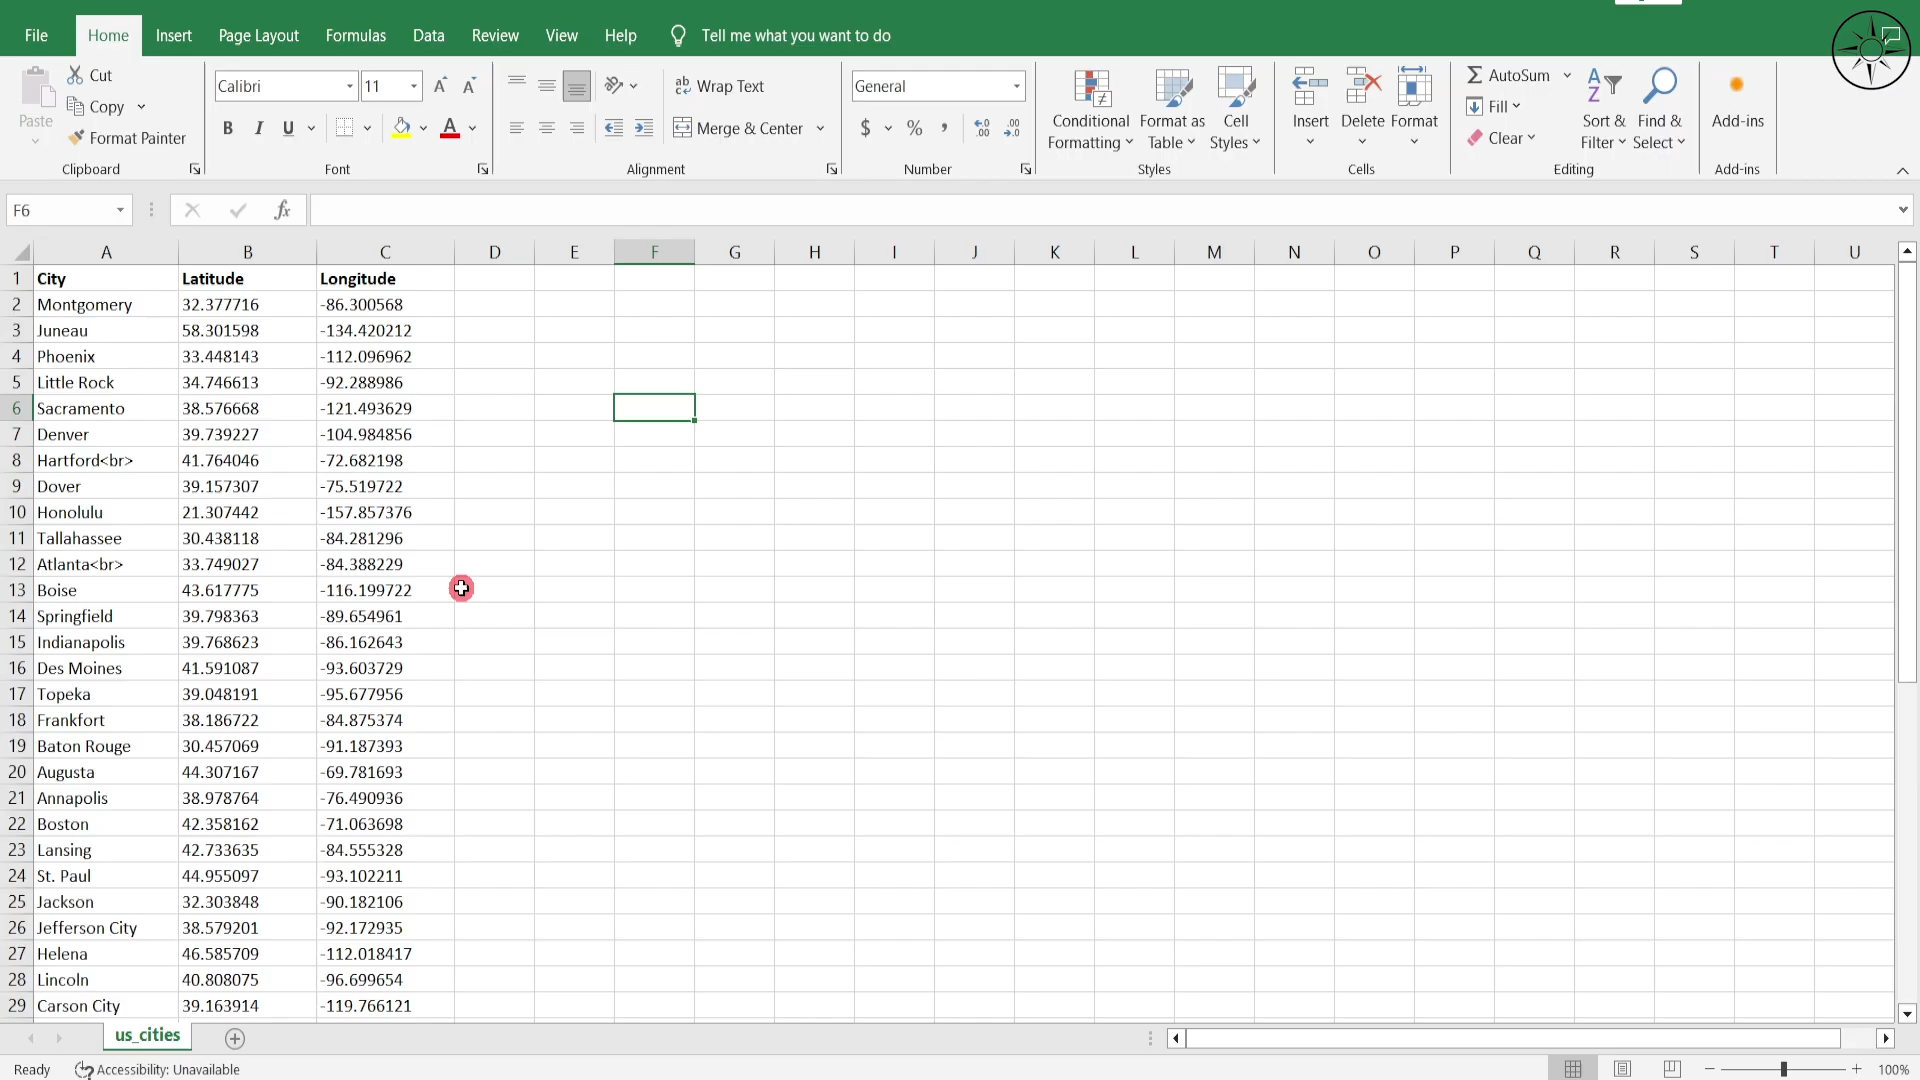 File Home Insert Page Layout Formulas Data Review View Help Tell me what you want to do
Paste
Cut
Copy
Format Painter
Clipboard
Calibri 11 A A
B I U A
Font
ab Wrap Text
Merge & Center
Alignment
General
$ % ,
Number
Conditional Formatting
Format as Table
Cell Styles
Styles
Insert Delete Format
Cells
AutoSum
Fill
Clear
Sort & Filter
Find & Select
Editing
Add-ins
Add-ins
F6 fx
A B C D E F G H I J K L M N O P Q R S T U
1 City Latitude Longitude
2 Montgomery 32.377716 -86.300568
3 Juneau 58.301598 -134.420212
4 Phoenix 33.448143 -112.096962
5 Little Rock 34.746613 -92.288986
6 Sacramento 38.576668 -121.493629
7 Denver 39.739227 -104.984856
8 Hartford<br> 41.764046 -72.682198
9 Dover 39.157307 -75.519722
10 Honolulu 21.307442 -157.857376
11 Tallahassee 30.438118 -84.281296
12 Atlanta<br> 33.749027 -84.388229
13 Boise 43.617775 -116.199722
14 Springfield 39.798363 -89.654961
15 Indianapolis 39.768623 -86.162643
16 Des Moines 41.591087 -93.603729
17 Topeka 39.048191 -95.677956
18 Frankfort 38.186722 -84.875374
19 Baton Rouge 30.457069 -91.187393
20 Augusta 44.307167 -69.781693
21 Annapolis 38.978764 -76.490936
22 Boston 42.358162 -71.063698
23 Lansing 42.733635 -84.555328
24 St. Paul 44.955097 -93.102211
25 Jackson 32.303848 -90.182106
26 Jefferson City 38.579201 -92.172935
27 Helena 46.585709 -112.018417
28 Lincoln 40.808075 -96.699654
29 Carson City 39.163914 -119.766121
us_cities
Ready Accessibility: Unavailable 100%